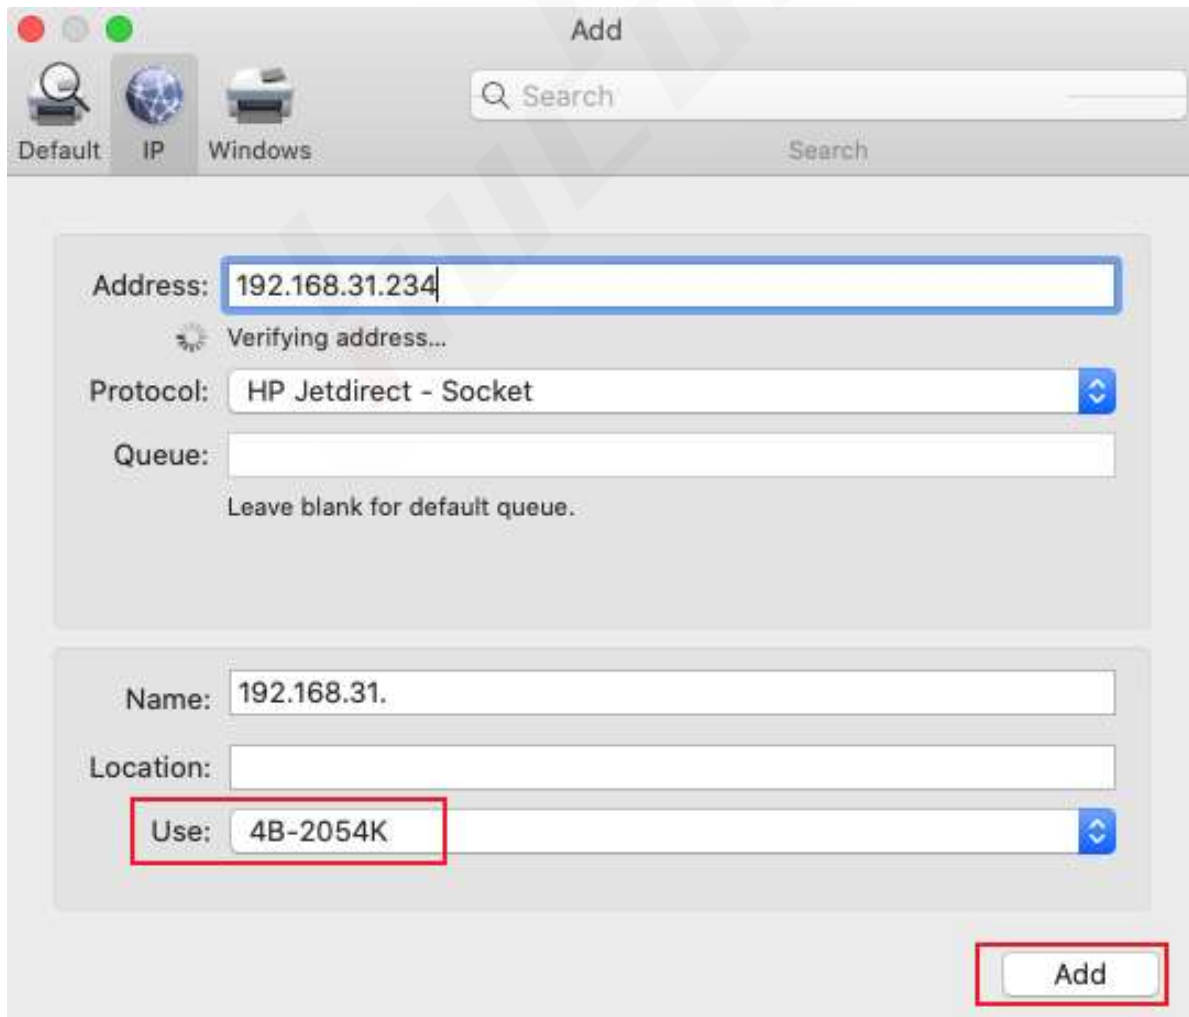 Add
Search
Default IP Windows Search
Address: 192.168.31.234
Verifying address...
Protocol: HP Jetdirect - Socket
Queue:
Leave blank for default queue.
Name: 192.168.31.
Location:
Use: 4B-2054K
Add